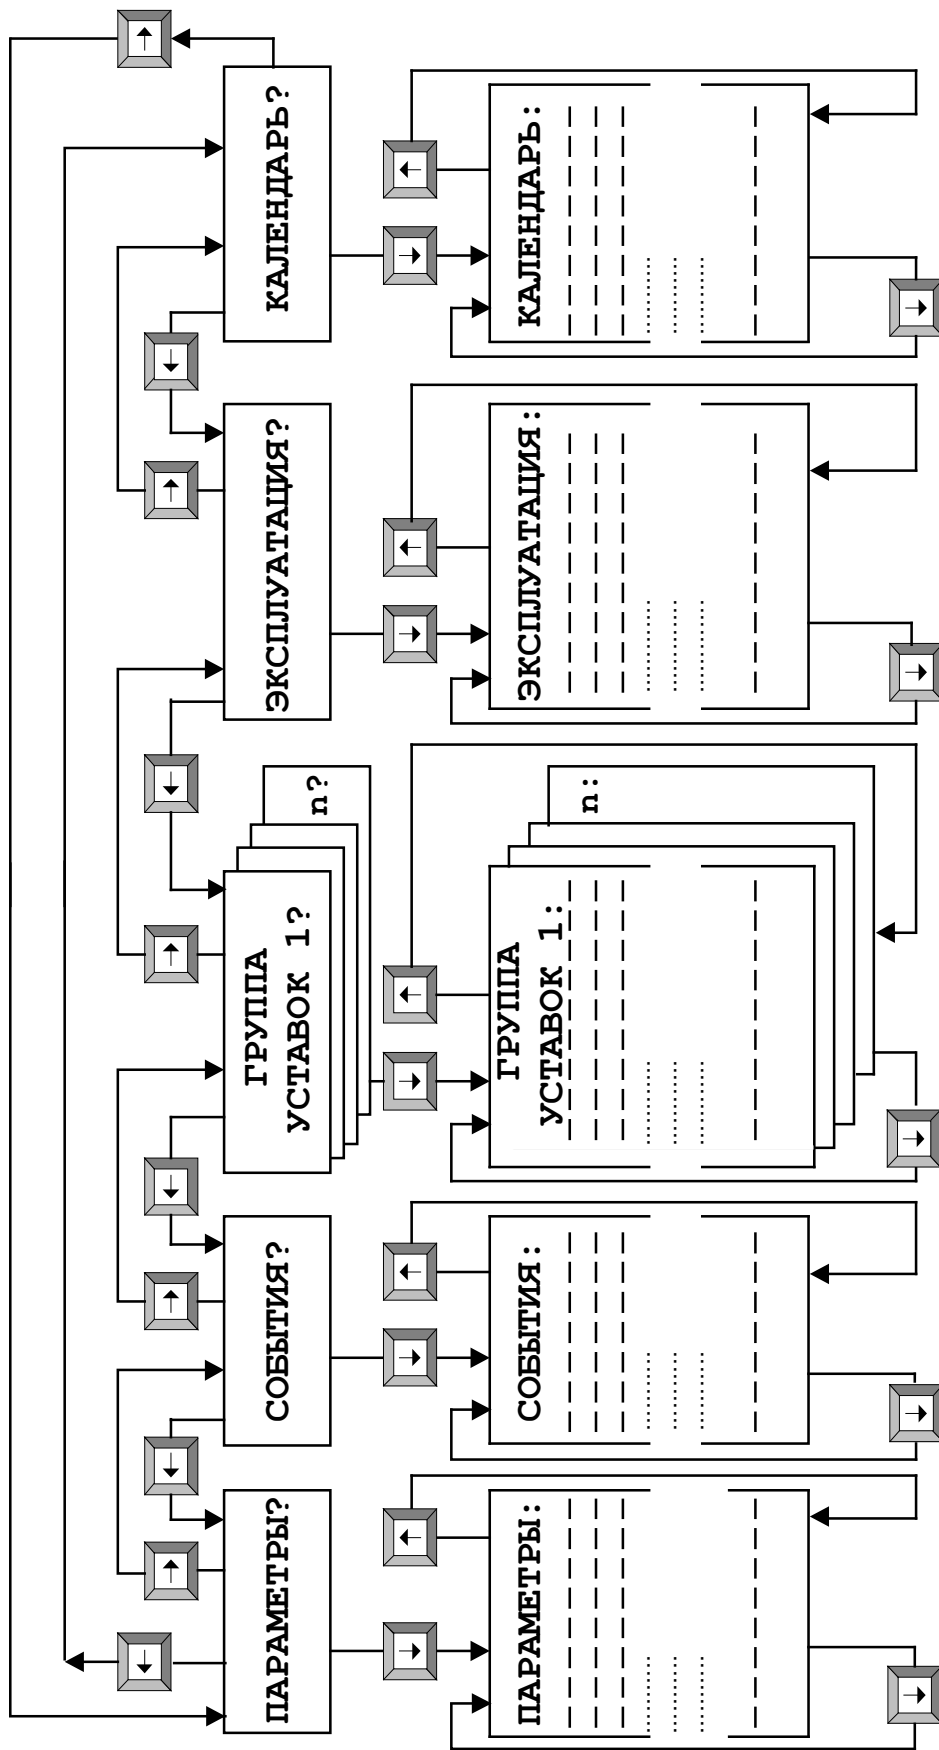 ПАРАМЕТРЫ?
СОБЫТИЯ?
ГРУППА
УСТАВОК 1?
n?
ЭКСПЛУАТАЦИЯ?
КАЛЕНДАРЬ?
ПАРАМЕТРЫ:
СОБЫТИЯ:
ГРУППА
УСТАВОК 1:
n:
ЭКСПЛУАТАЦИЯ:
КАЛЕНДАРЬ: